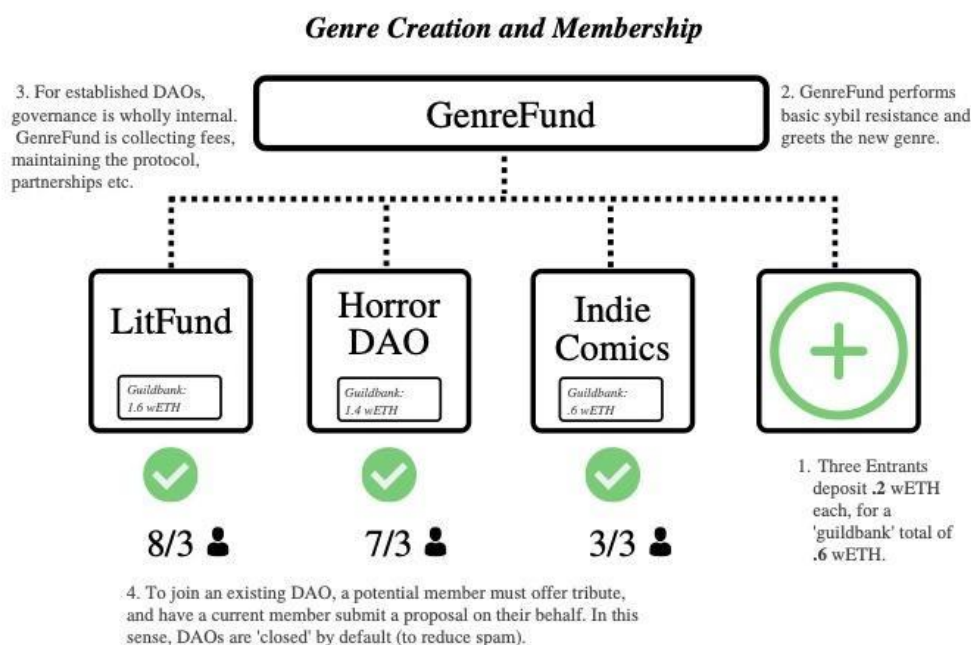 Genre Creation and Membership
3. For established DAOs,
governance is wholly internal.
GenreFund is collecting fees,
maintaining the protocol,
partnerships etc.
GenreFund
2. GenreFund performs
basic sybil resistance and
greets the new genre.
LitFund
Guildbank:
1.6 wETH
Horror
DAO
Guildbank:
1.4 wETH
Indie
Comics
Guildbank:
.6 wETH
8/3
7/3
3/3
1. Three Entrants
deposit .2 wETH
each, for a
'guildbank' total of
.6 wETH.
4. To join an existing DAO, a potential member must offer tribute,
and have a current member submit a proposal on their behalf. In this
sense, DAOs are 'closed' by default (to reduce spam).